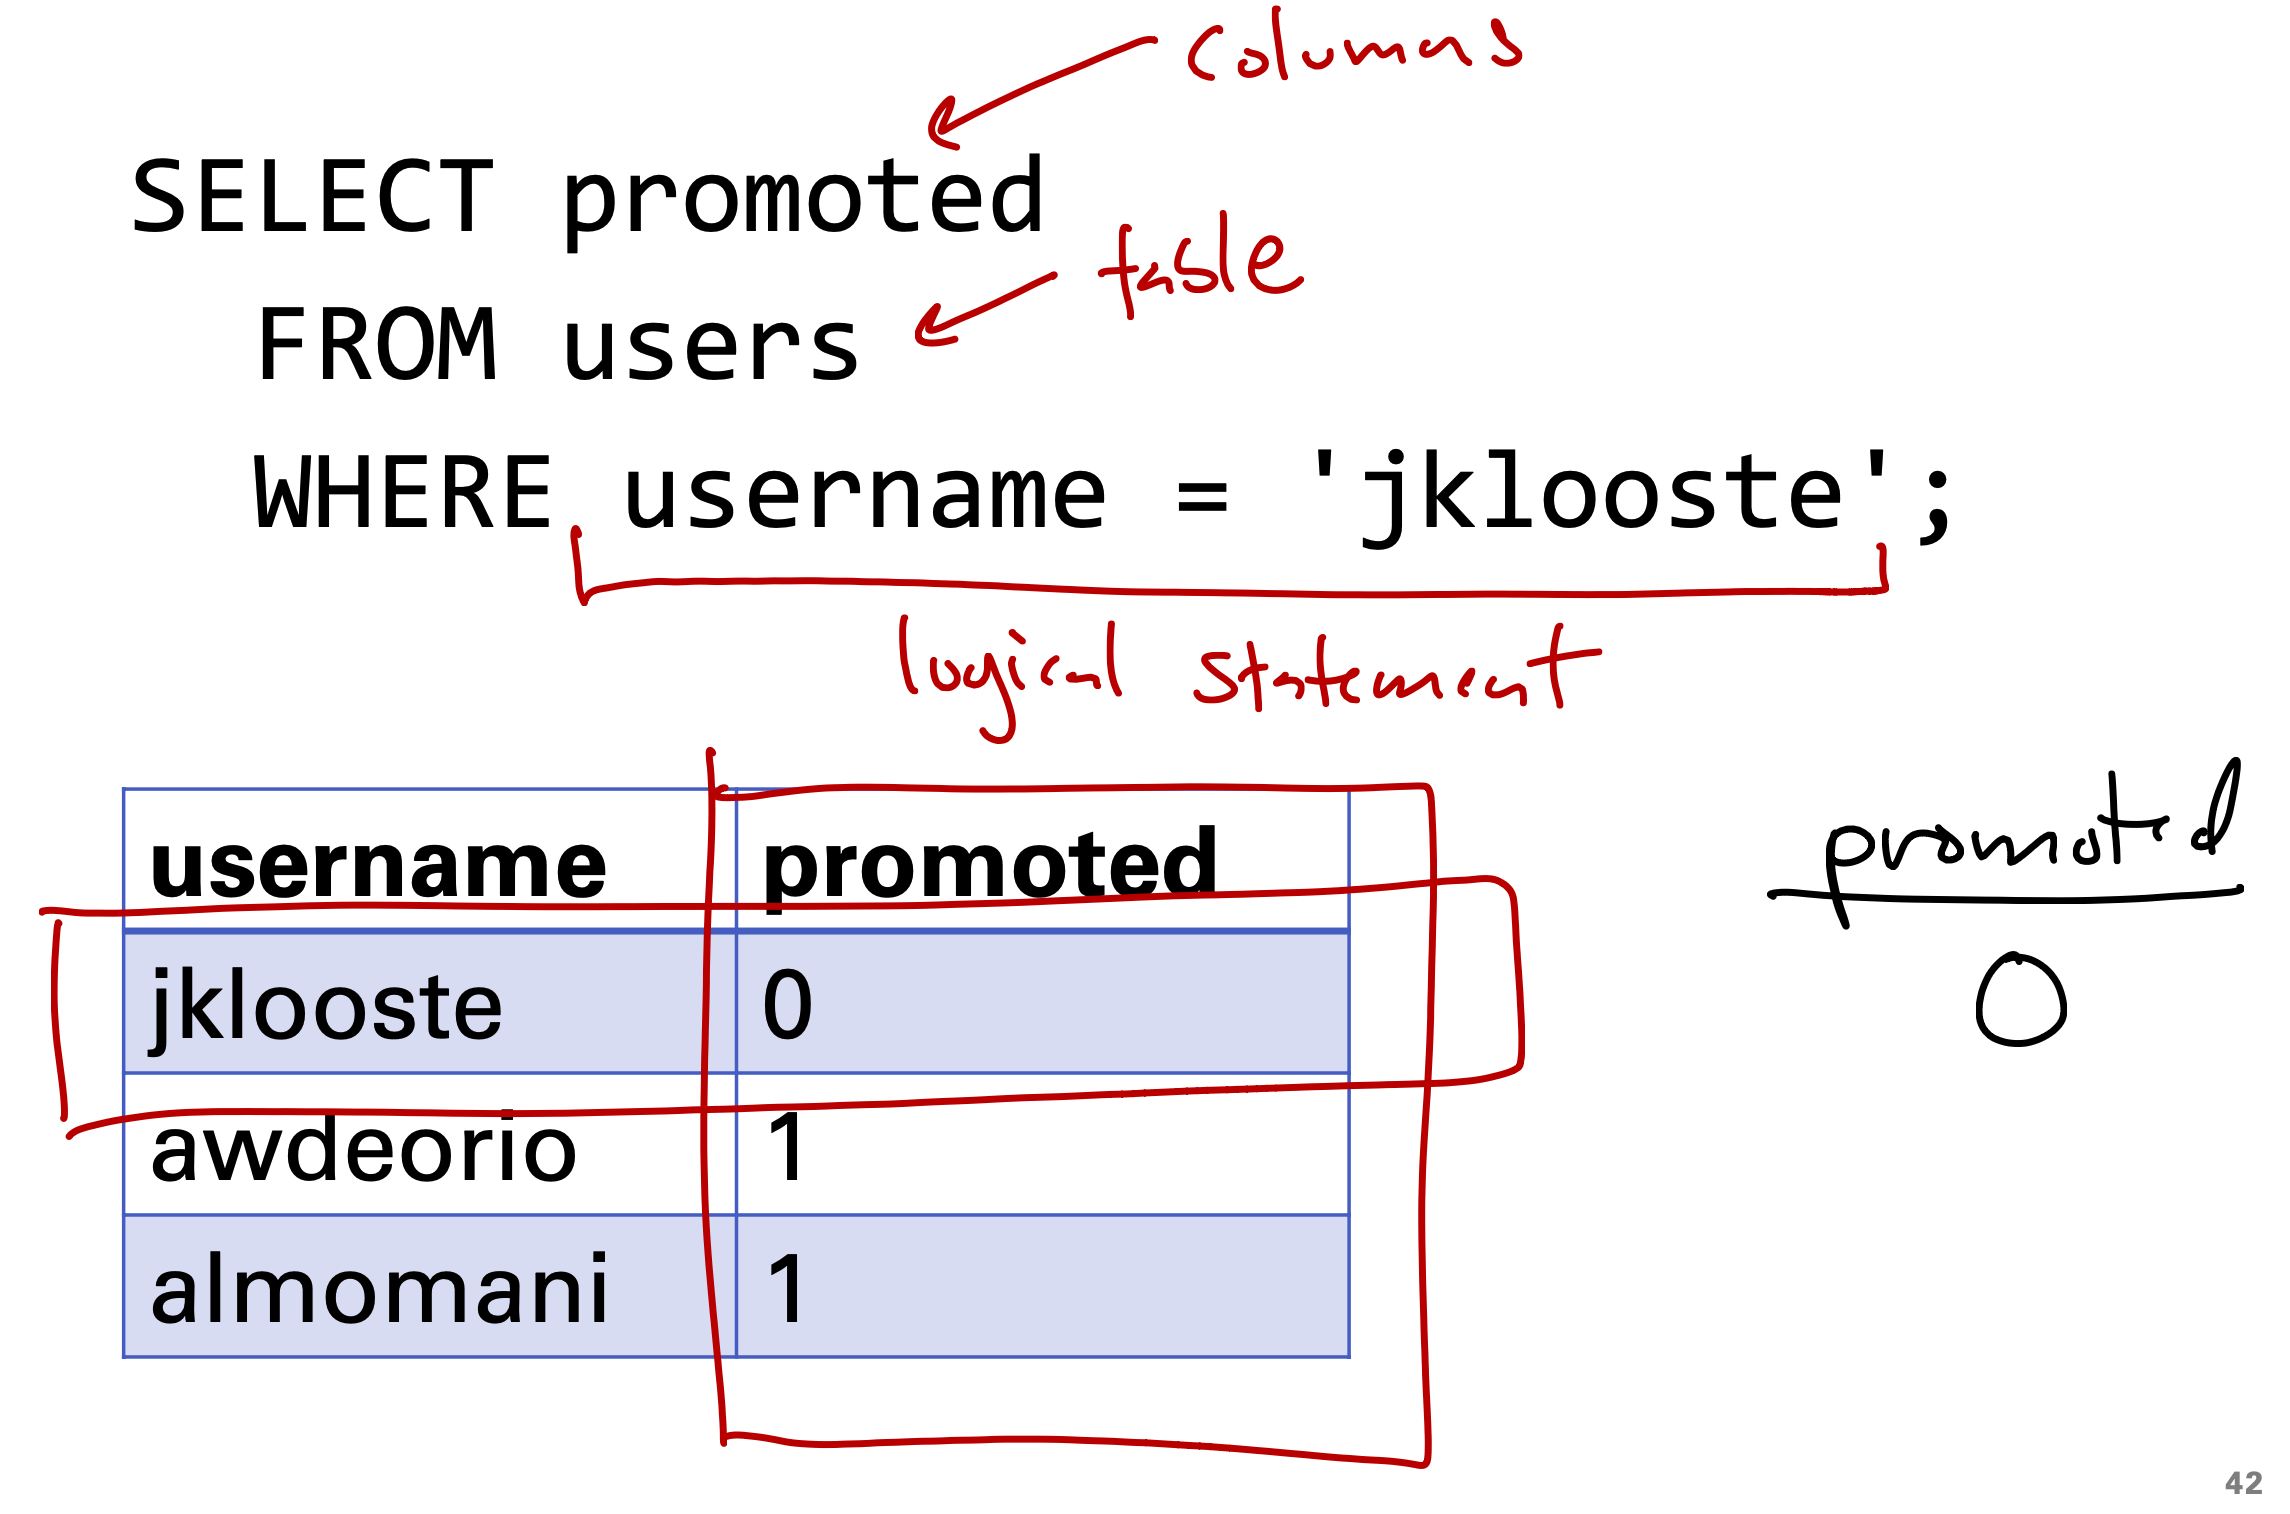 columns
SELECT promoted
table
FROM users
WHERE username = 'jklooste';
logical statement
username promoted
jklooste 0
awdeorio 1
almomani 1
promoted
0
42